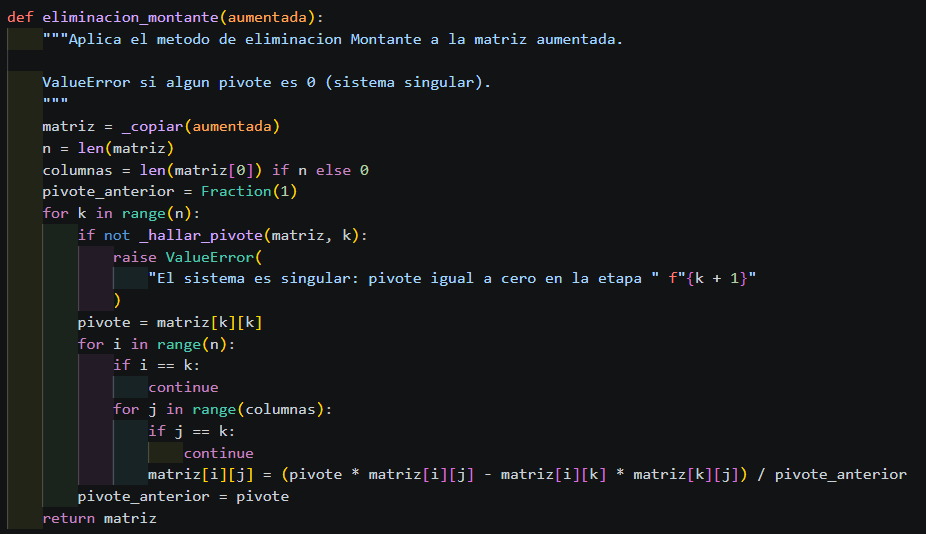 def eliminacion_montante(aumentada):
    """Aplica el metodo de eliminacion Montante a la matriz aumentada.

    ValueError si algun pivote es 0 (sistema singular).
    """
    matriz = _copiar(aumentada)
    n = len(matriz)
    columnas = len(matriz[0]) if n else 0
    pivote_anterior = Fraction(1)
    for k in range(n):
        if not _hallar_pivote(matriz, k):
            raise ValueError(
                "El sistema es singular: pivote igual a cero en la etapa " f"{k + 1}"
            )
        pivote = matriz[k][k]
        for i in range(n):
            if i == k:
                continue
            for j in range(columnas):
                if j == k:
                    continue
                matriz[i][j] = (pivote * matriz[i][j] - matriz[i][k] * matriz[k][j]) / pivote_anterior
        pivote_anterior = pivote
    return matriz